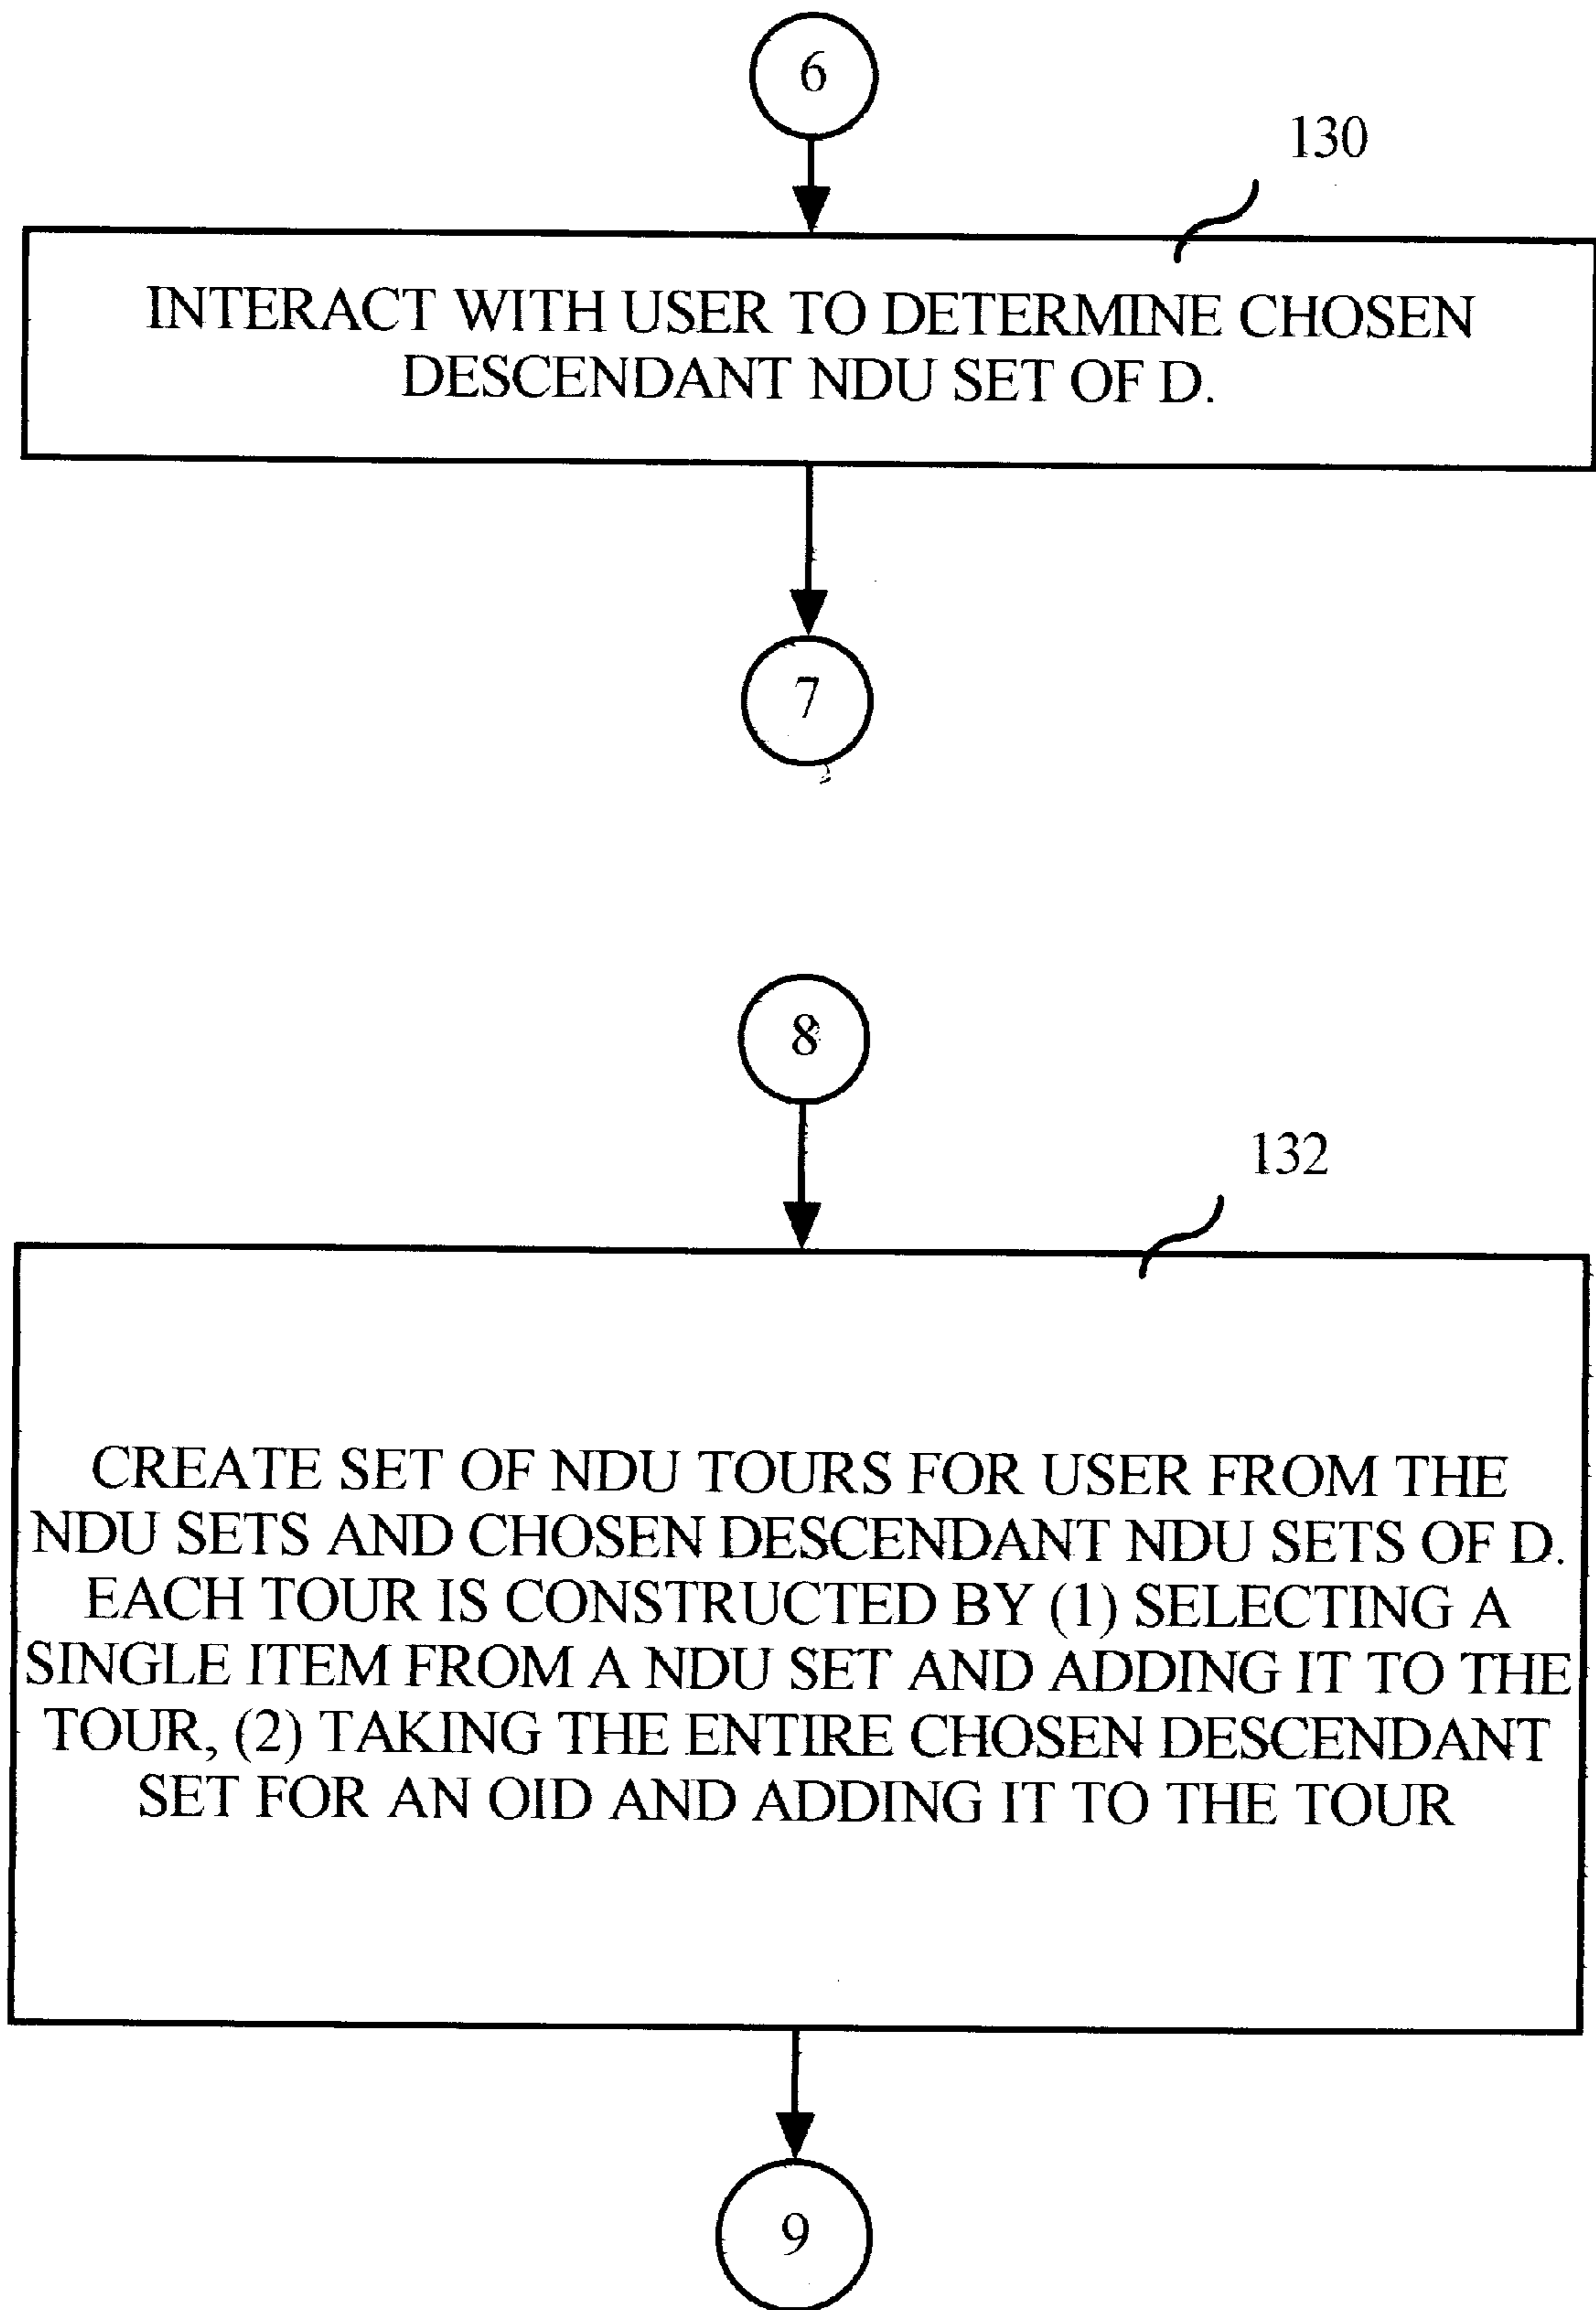 6
130
INTERACT WITH USER TO DETERMINE CHOSEN
DESCENDANT NDU SET OF D.
7
8
132
CREATE SET OF NDU TOURS FOR USER FROM THE
NDU SETS AND CHOSEN DESCENDANT NDU SETS OF D.
EACH TOUR IS CONSTRUCTED BY (1) SELECTING A
SINGLE ITEM FROM A NDU SET AND ADDING IT TO THE
TOUR, (2) TAKING THE ENTIRE CHOSEN DESCENDANT
SET FOR AN OID AND ADDING IT TO THE TOUR
9